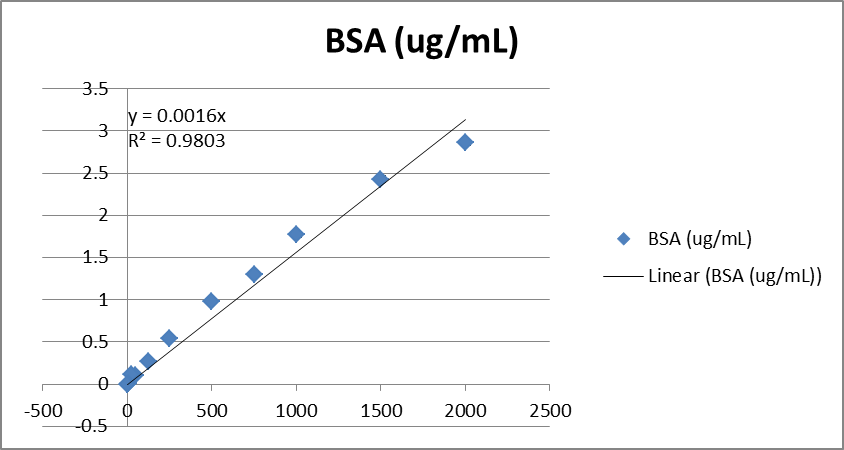 BSA (ug/mL)
3.5
y = 0.0016x
3
R² = 0.9803
2.5
2
BSA (ug/mL)
1.5
Linear (BSA (ug/mL))
1
0.5
0
-500 0 500 1000 1500 2000 2500
-0.5